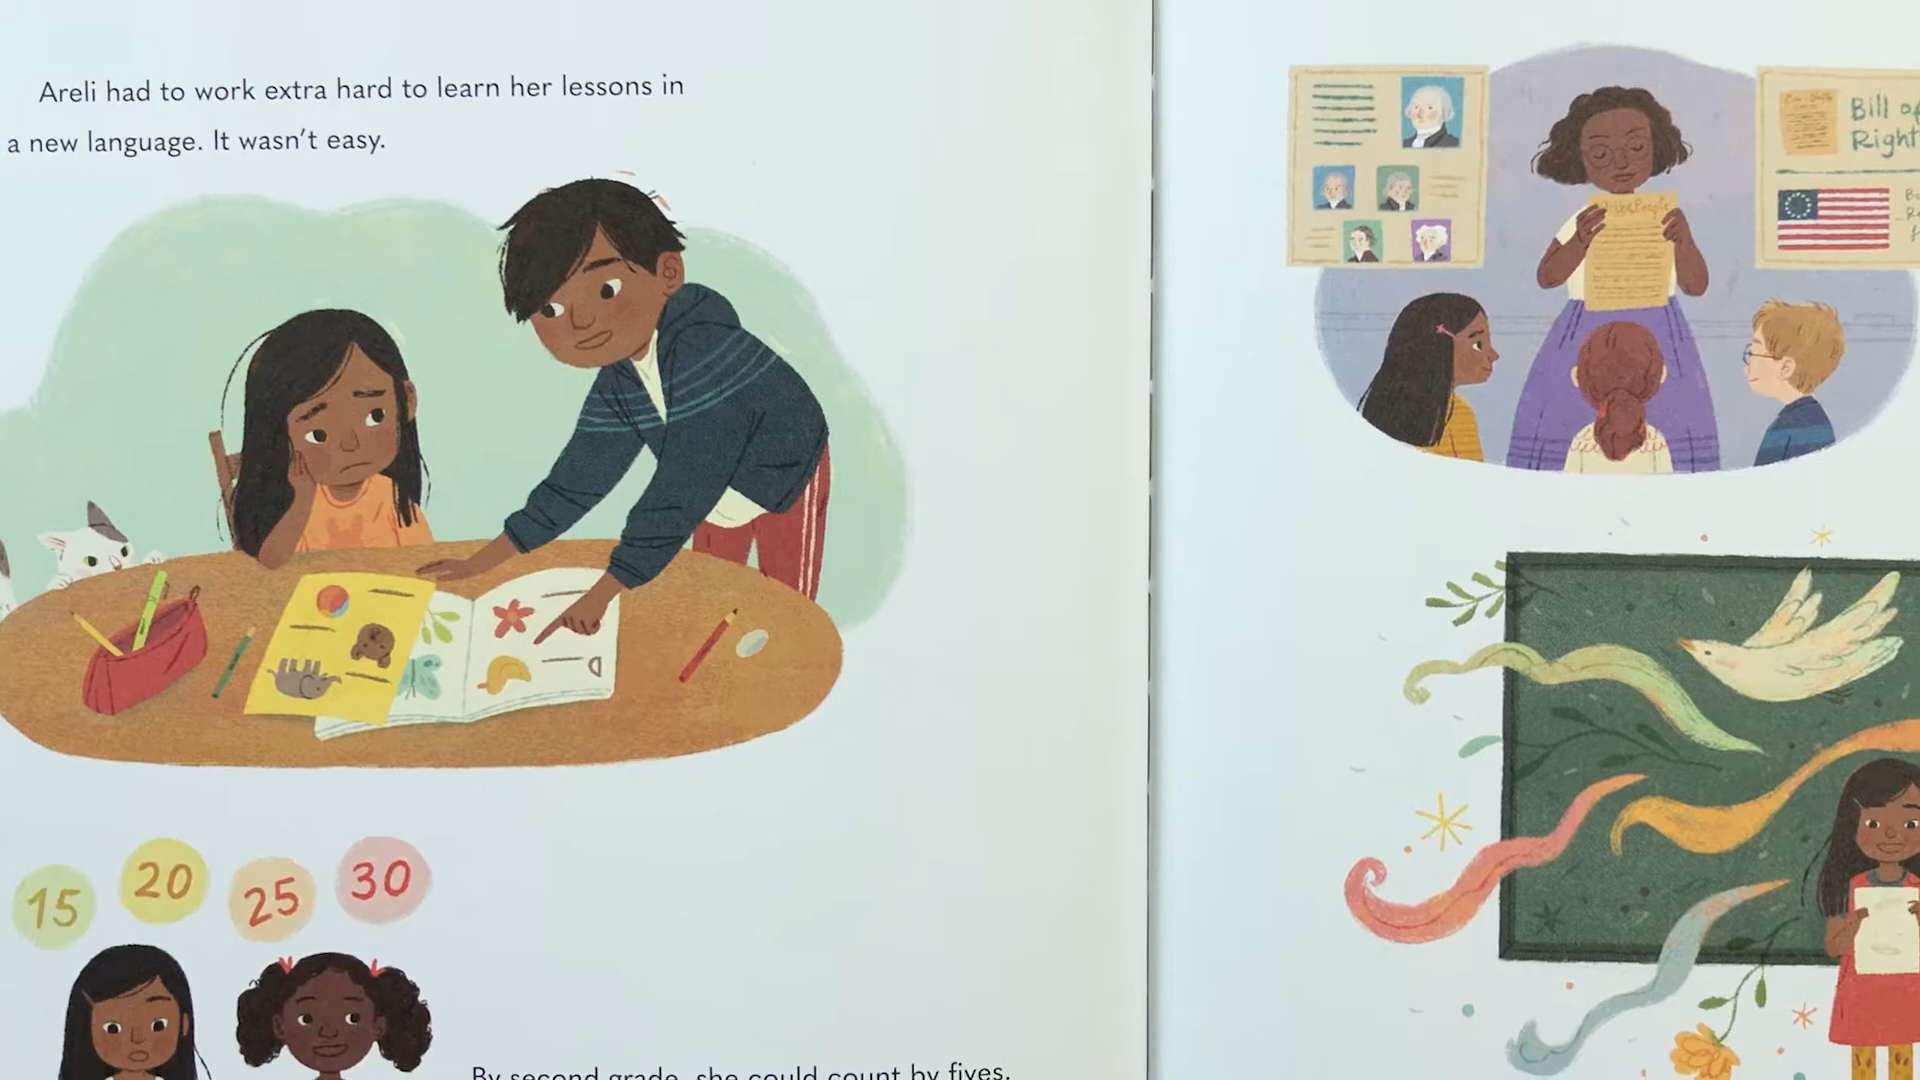 Areli had to work extra hard to learn her lessons in
a new language. It wasn't easy.
15 20 25 30
By second grade, she could count by fives.
Bill of
Right